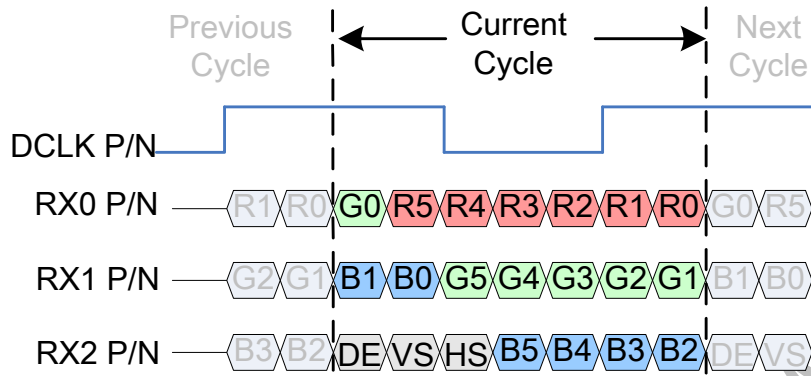 Previous Cycle Current Cycle Next Cycle
DCLK P/N
RX0 P/N R1 R0 G0 R5 R4 R3 R2 R1 R0 G0 R5
RX1 P/N G2 G1 B1 B0 G5 G4 G3 G2 G1 B1 B0
RX2 P/N B3 B2 DE VS HS B5 B4 B3 B2 DE VS